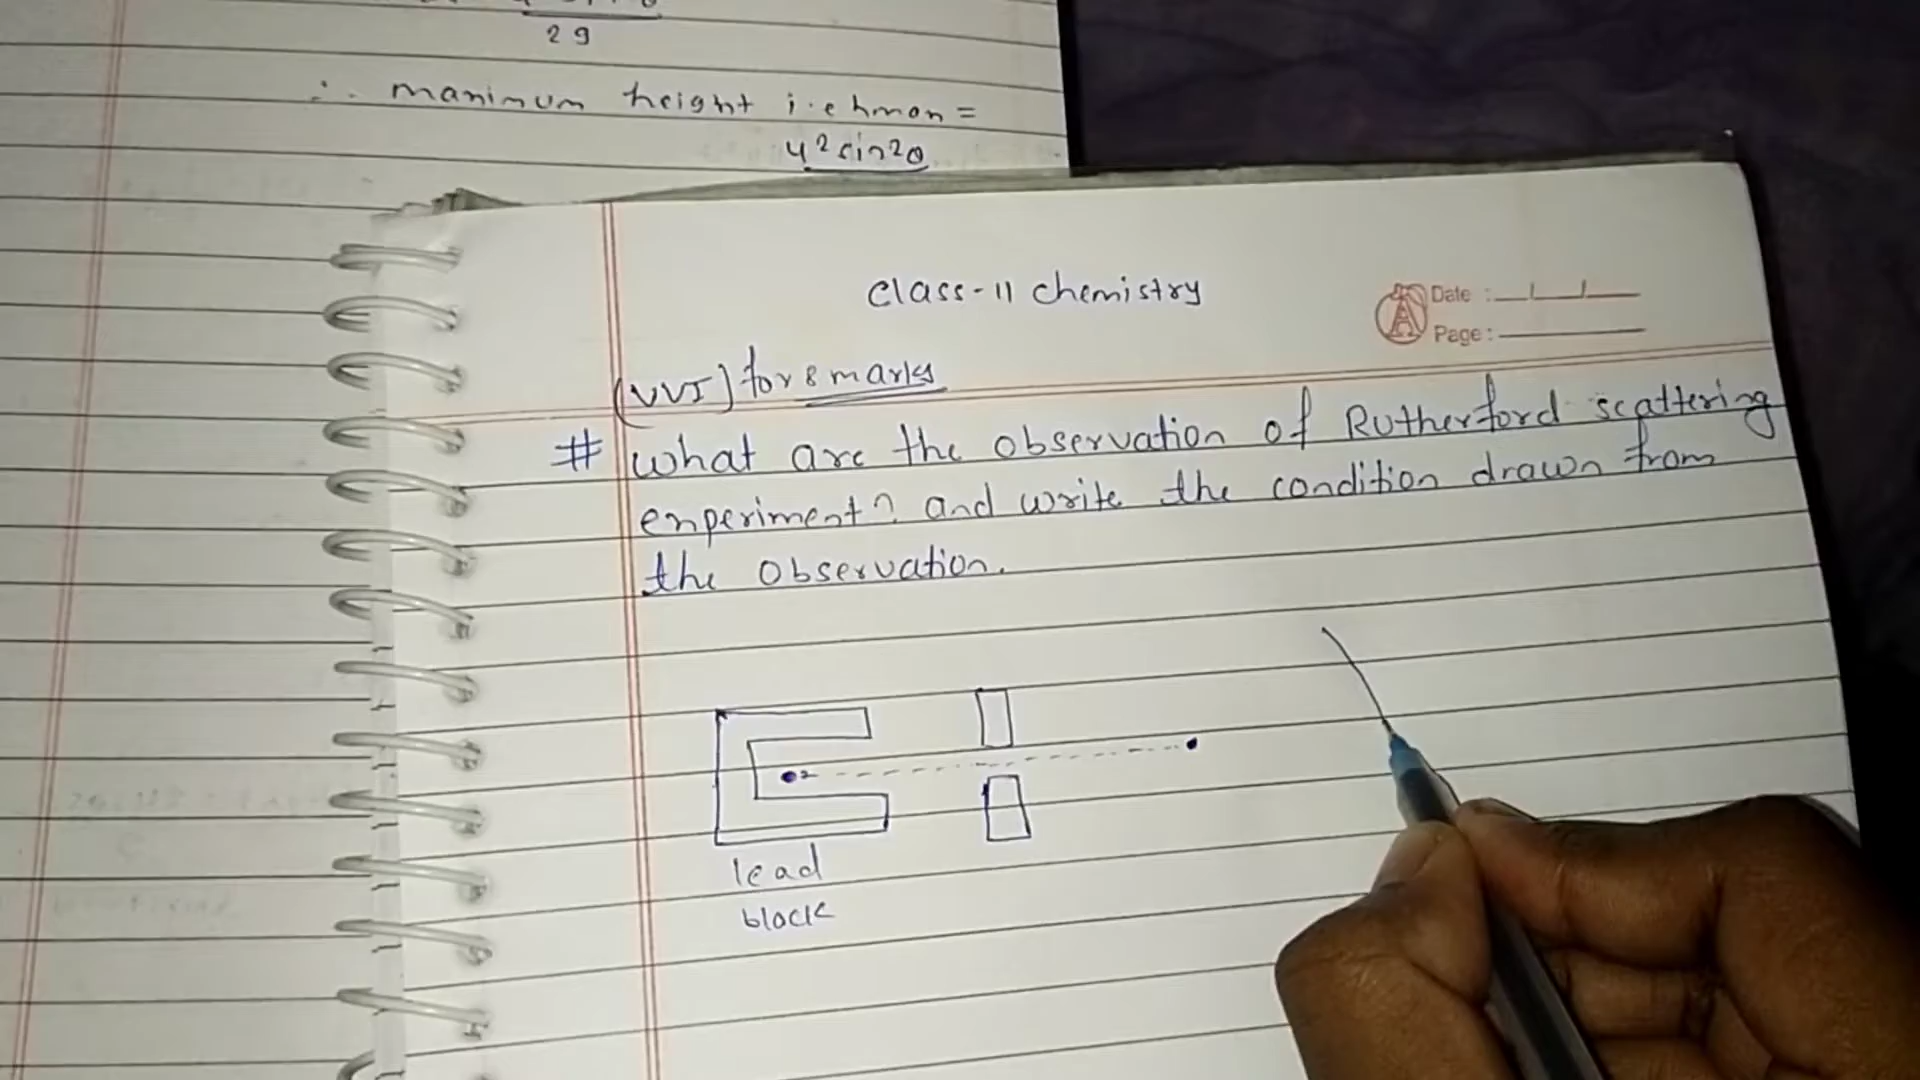 2g
∴ maximum height i.e hmax =
u²sin²θ
class-11 chemistry
Date :
Page :
(VVI) for 8 marks
# what are the observation of Rutherford scattering
experiment? and write the condition drawn from
the observation.
lead
block